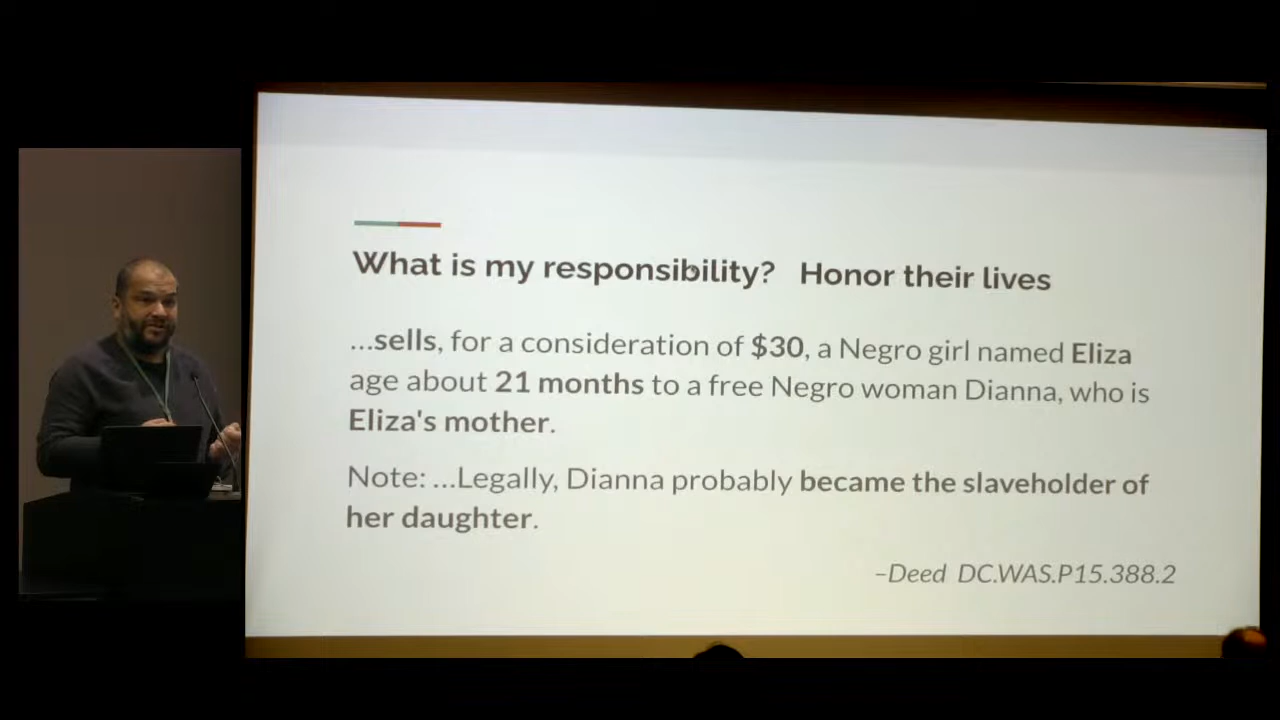 What is my responsibility? Honor their lives
...sells, for a consideration of $30, a Negro girl named Eliza
age about 21 months to a free Negro woman Dianna, who is
Eliza's mother.
Note: ...Legally, Dianna probably became the slaveholder of
her daughter.
–Deed DC.WAS.P15.388.2